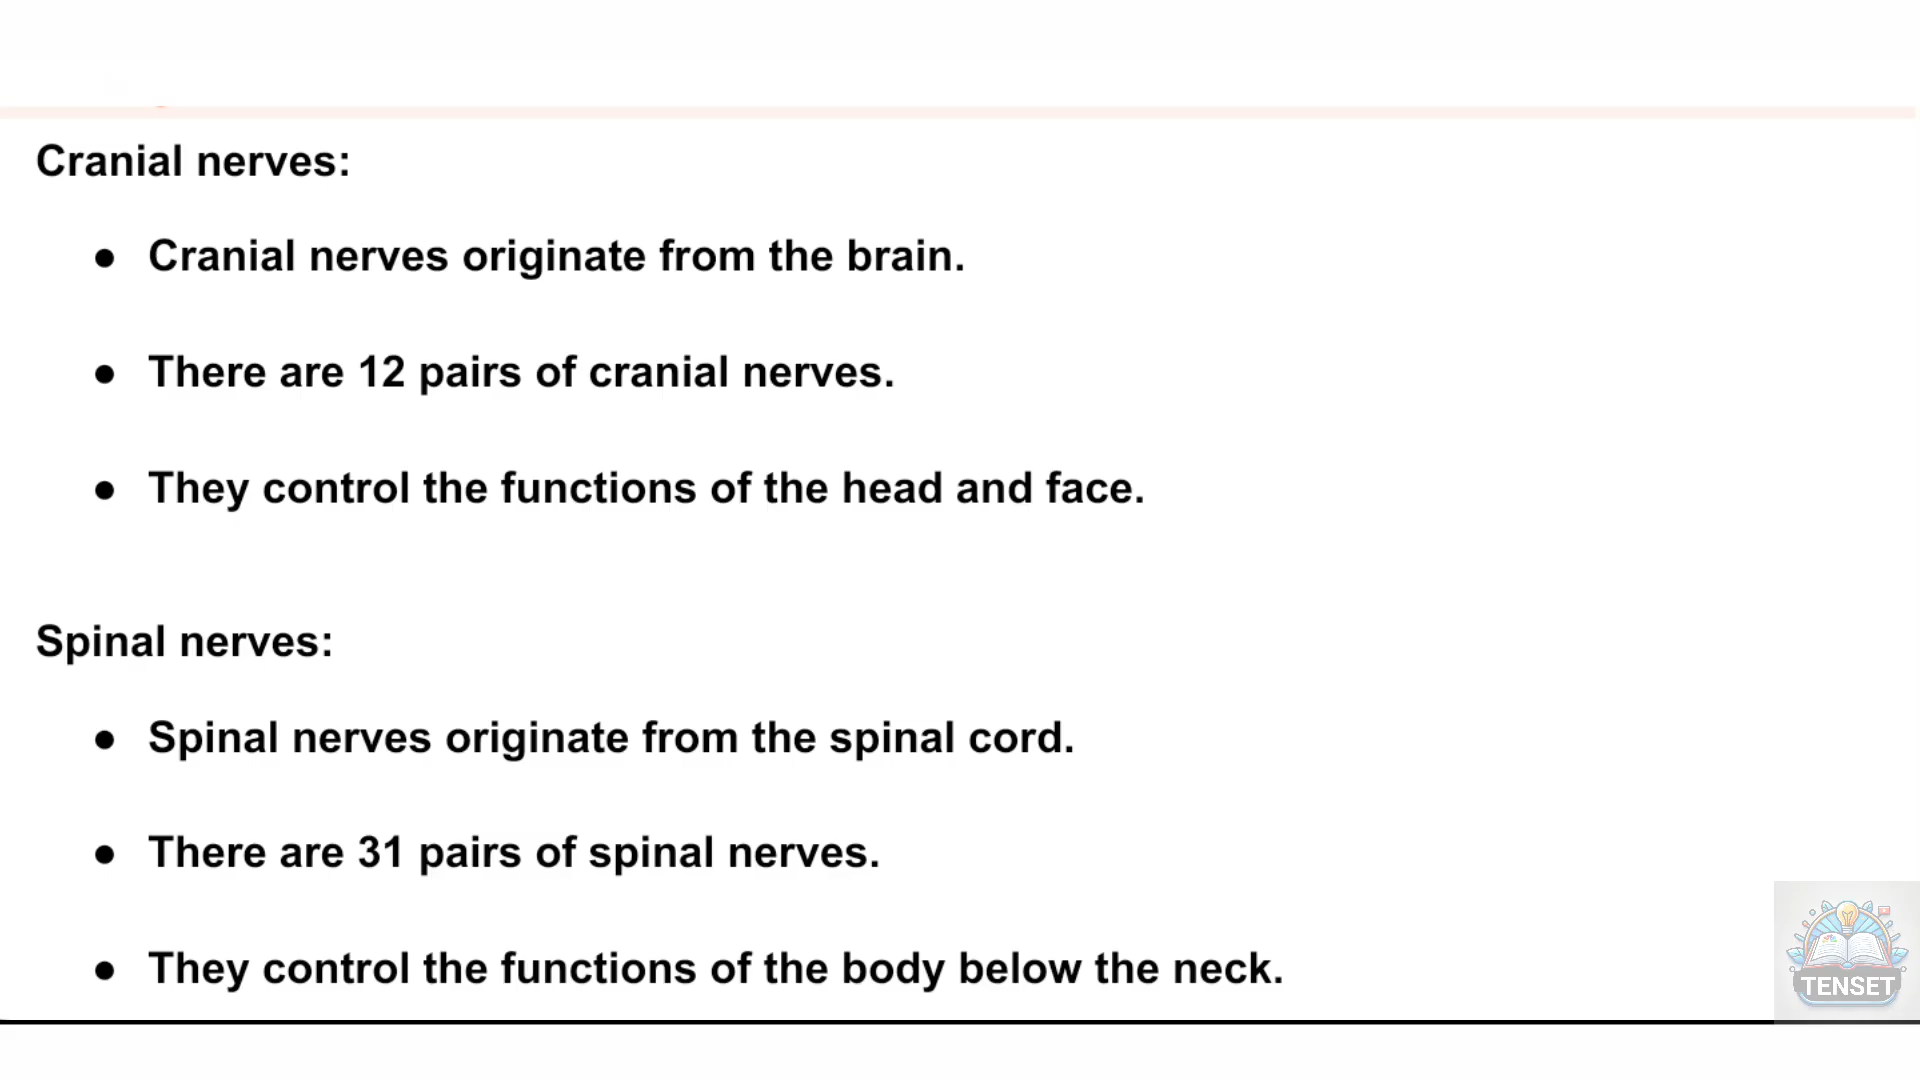 Cranial nerves:
● Cranial nerves originate from the brain.
● There are 12 pairs of cranial nerves.
● They control the functions of the head and face.
Spinal nerves:
● Spinal nerves originate from the spinal cord.
● There are 31 pairs of spinal nerves.
● They control the functions of the body below the neck.
TENSET